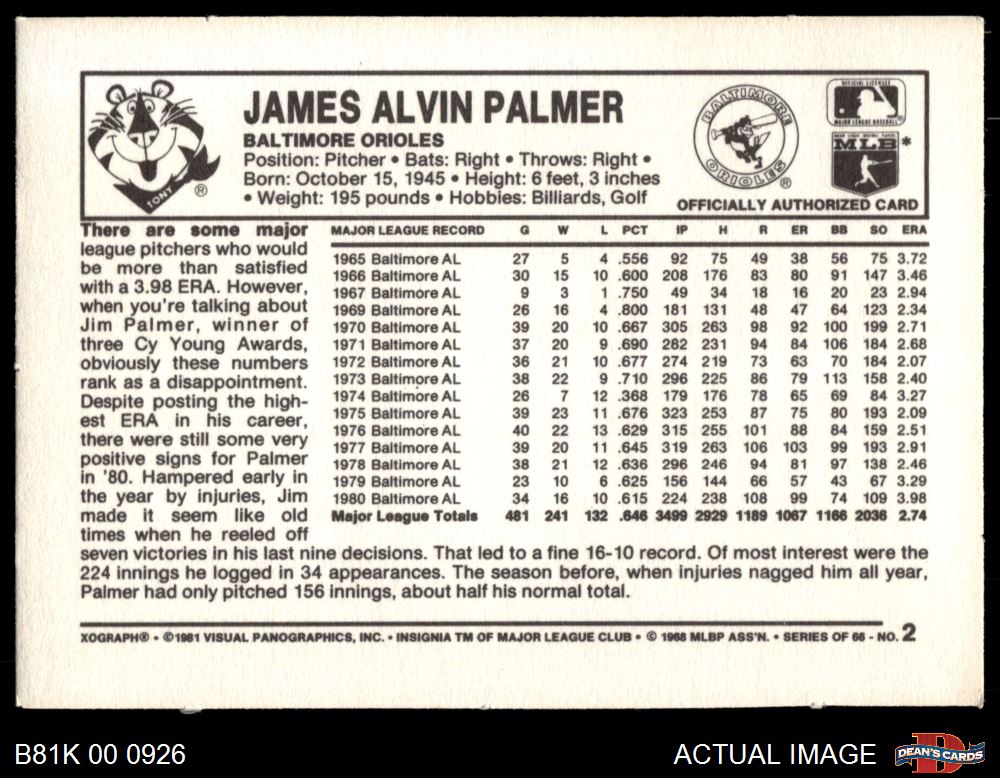 JAMES ALVIN PALMER
BALTIMORE ORIOLES
Position: Pitcher • Bats: Right • Throws: Right •
Born: October 15, 1945 • Height: 6 feet, 3 inches
• Weight: 195 pounds • Hobbies: Billiards, Golf
TONY
®
BALTIMORE
ORIOLES
®
OFFICIAL LICENSEE
MAJOR LEAGUE BASEBALL
®
MLB *
OFFICIALLY AUTHORIZED CARD
There are some major
league pitchers who would
be more than satisfied
with a 3.98 ERA. However,
when you're talking about
Jim Palmer, winner of
three Cy Young Awards,
obviously these numbers
rank as a disappointment.
Despite posting the high-
est ERA in his career,
there were still some very
positive signs for Palmer
in '80. Hampered early in
the year by injuries, Jim
made it seem like old
times when he reeled off
seven victories in his last nine decisions. That led to a fine 16-10 record. Of most interest were the
224 innings he logged in 34 appearances. The season before, when injuries nagged him all year,
Palmer had only pitched 156 innings, about half his normal total.
MAJOR LEAGUE RECORD G W L PCT IP H R ER BB SO ERA
1965 Baltimore AL 27 5 4 .556 92 75 49 38 56 75 3.72
1966 Baltimore AL 30 15 10 .600 208 176 83 80 91 147 3.46
1967 Baltimore AL 9 3 1 .750 49 34 18 16 20 23 2.94
1969 Baltimore AL 26 16 4 .800 181 131 48 47 64 123 2.34
1970 Baltimore AL 39 20 10 .667 305 263 98 92 100 199 2.71
1971 Baltimore AL 37 20 9 .690 282 231 94 84 106 184 2.68
1972 Baltimore AL 36 21 10 .677 274 219 73 63 70 184 2.07
1973 Baltimore AL 38 22 9 .710 296 225 86 79 113 158 2.40
1974 Baltimore AL 26 7 12 .368 179 176 78 65 69 84 3.27
1975 Baltimore AL 39 23 11 .676 323 253 87 75 80 193 2.09
1976 Baltimore AL 40 22 13 .629 315 255 101 88 84 159 2.51
1977 Baltimore AL 39 20 11 .645 319 263 106 103 99 193 2.91
1978 Baltimore AL 38 21 12 .636 296 246 94 81 97 138 2.46
1979 Baltimore AL 23 10 6 .625 156 144 66 57 43 67 3.29
1980 Baltimore AL 34 16 10 .615 224 238 108 99 74 109 3.98
Major League Totals 481 241 132 .646 3499 2929 1189 1067 1166 2036 2.74
XOGRAPH® • ©1981 VISUAL PANOGRAPHICS, INC. • INSIGNIA TM OF MAJOR LEAGUE CLUB • © 1968 MLBP ASS'N. • SERIES OF 66 - NO. 2
B81K 00 0926
ACTUAL IMAGE
DEAN'S CARDS